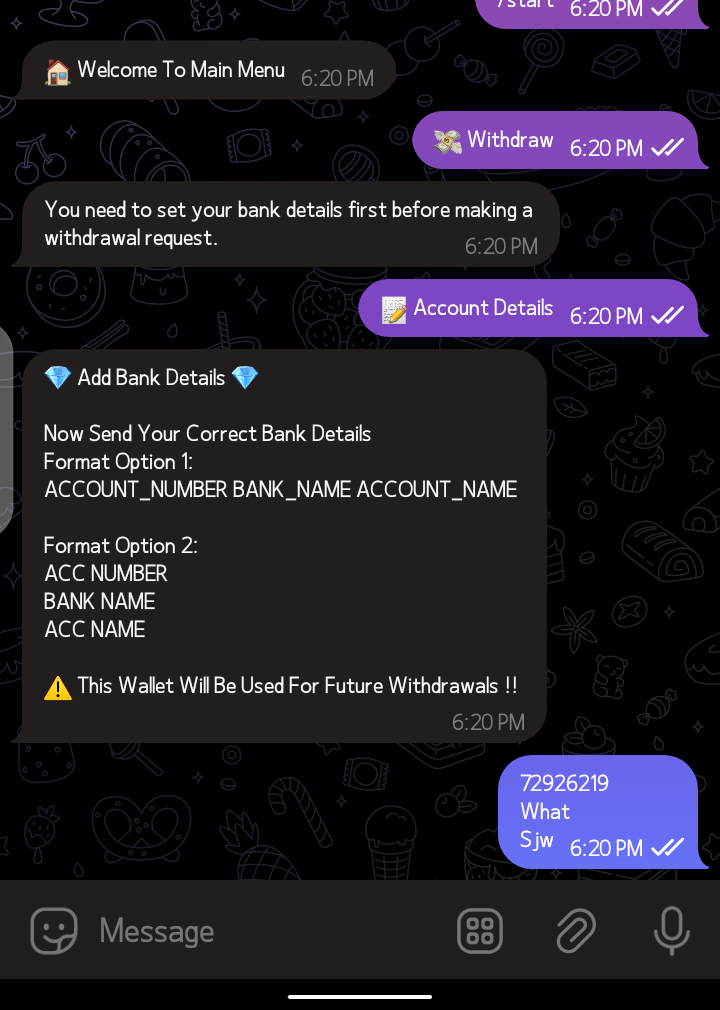 /start 6:20 PM
🏠 Welcome To Main Menu 6:20 PM
💸 Withdraw 6:20 PM
You need to set your bank details first before making a
withdrawal request. 6:20 PM
📝 Account Details 6:20 PM
💎 Add Bank Details 💎
Now Send Your Correct Bank Details
Format Option 1:
ACCOUNT_NUMBER BANK_NAME ACCOUNT_NAME
Format Option 2:
ACC NUMBER
BANK NAME
ACC NAME
⚠️ This Wallet Will Be Used For Future Withdrawals !!
6:20 PM
72926219
What
Sjw 6:20 PM
Message